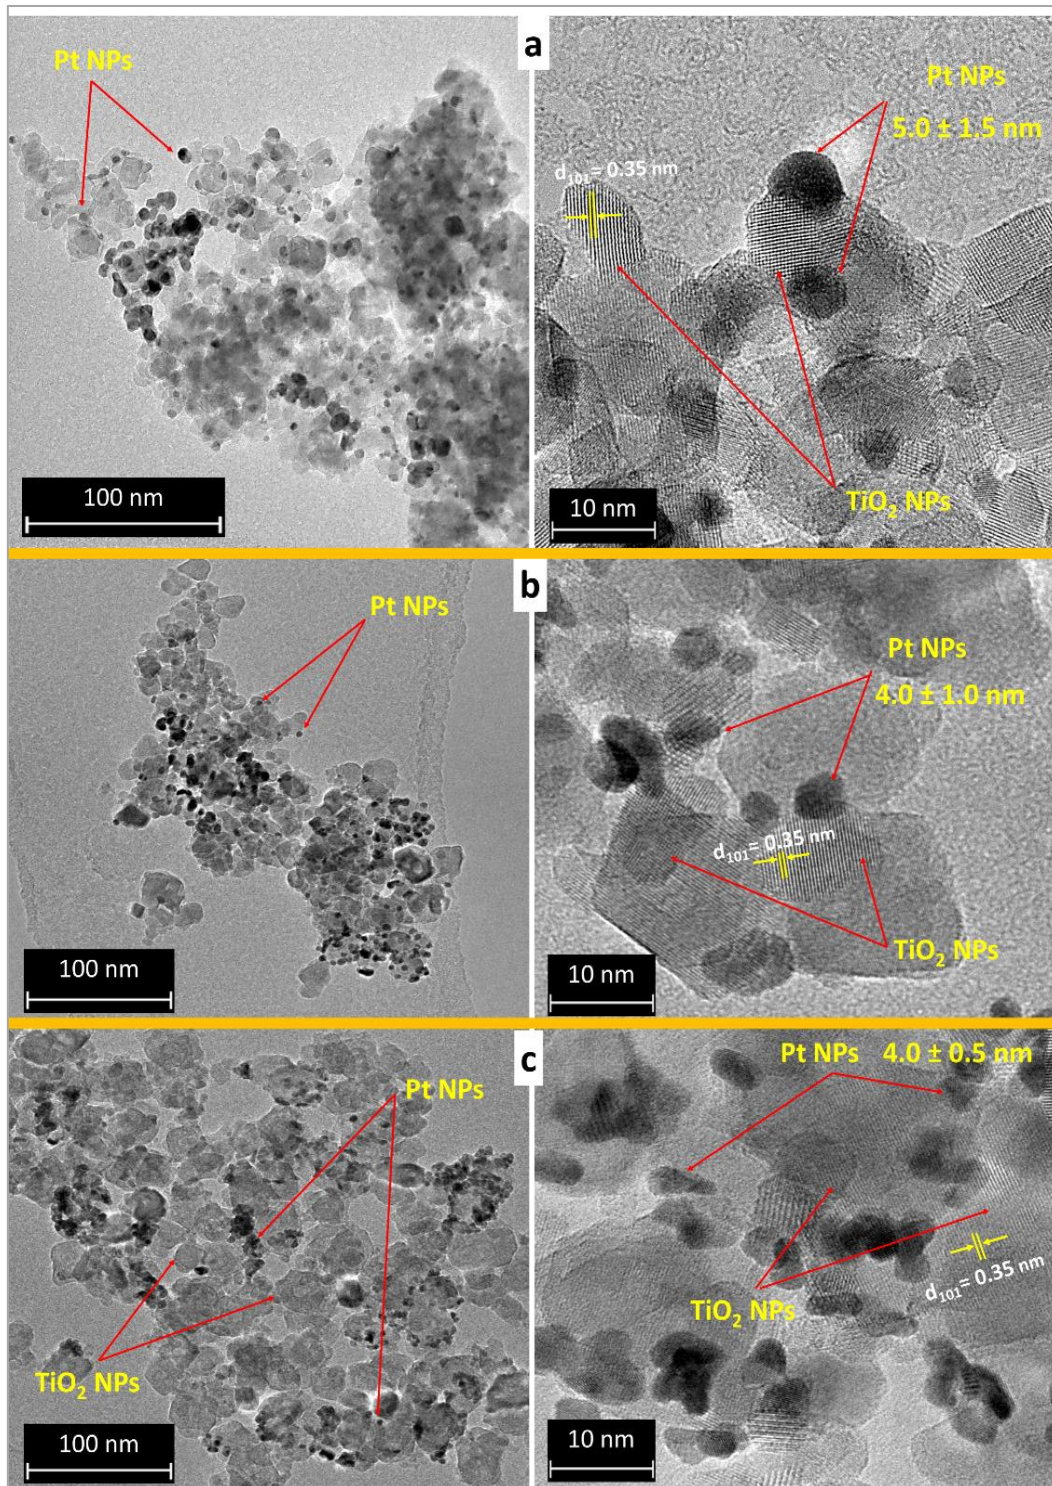 a
Pt NPs
100 nm
Pt NPs
5.0 ± 1.5 nm
d₁₀₁= 0.35 nm
TiO₂ NPs
10 nm
b
Pt NPs
100 nm
Pt NPs
4.0 ± 1.0 nm
d₁₀₁= 0.35 nm
TiO₂ NPs
10 nm
c
Pt NPs
TiO₂ NPs
100 nm
Pt NPs 4.0 ± 0.5 nm
d₁₀₁= 0.35 nm
TiO₂ NPs
10 nm